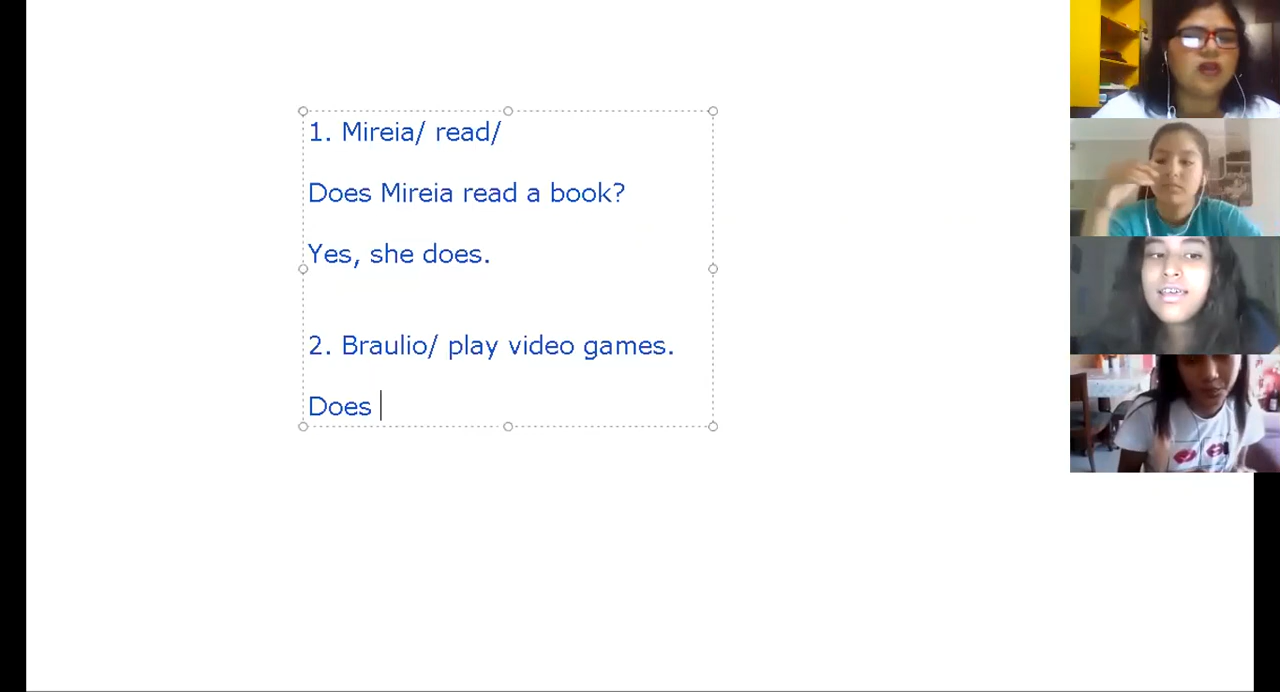 1. Mireia/ read/
Does Mireia read a book?
Yes, she does.
2. Braulio/ play video games.
Does